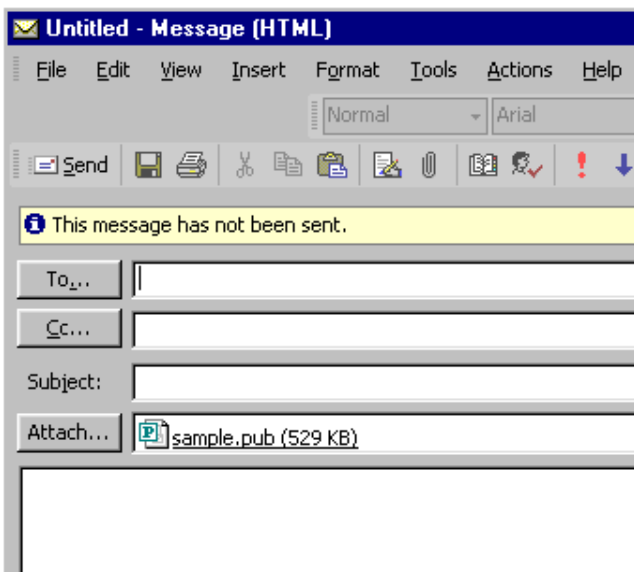 Untitled - Message (HTML)
File Edit View Insert Format Tools Actions Help
Normal Arial
Send
This message has not been sent.
To...
Cc...
Subject:
Attach... sample.pub (529 KB)